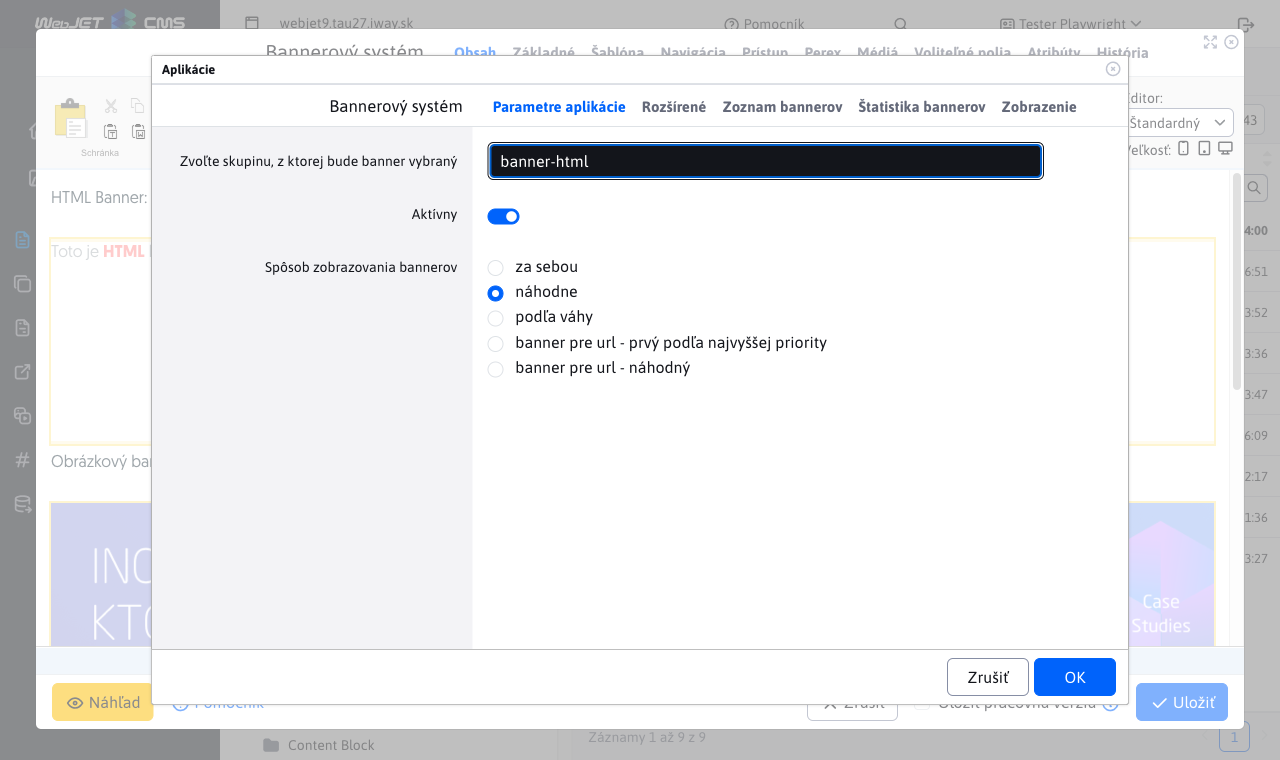 WebJET CMS
webjet9.tau27.iway.sk
Pomocník
Tester Playwright
Bannerový systém
Obsah Základné Šablóna Navigácia Prístup Perex Médiá Voliteľné polia Atribúty História
Aplikácie
Bannerový systém
Parametre aplikácie Rozšírené Zoznam bannerov Štatistika bannerov Zobrazenie
Schránka
Editor:
Štandardný
Veľkosť:
43
Zvoľte skupinu, z ktorej bude banner vybraný
banner-html
HTML Banner:
Aktívny
4:00
Toto je HTML
Spôsob zobrazovania bannerov
za sebou
náhodne
podľa váhy
banner pre url - prvý podľa najvyššej priority
banner pre url - náhodný
6:51
3:52
3:36
3:47
6:09
Obrázkový ban
2:17
1:36
3:27
Case
Studies
Zrušiť
OK
Náhľad
Pomocník
Zrušiť
Uložiť pracovnú verziu
Uložiť
Content Block
Záznamy 1 až 9 z 9
1